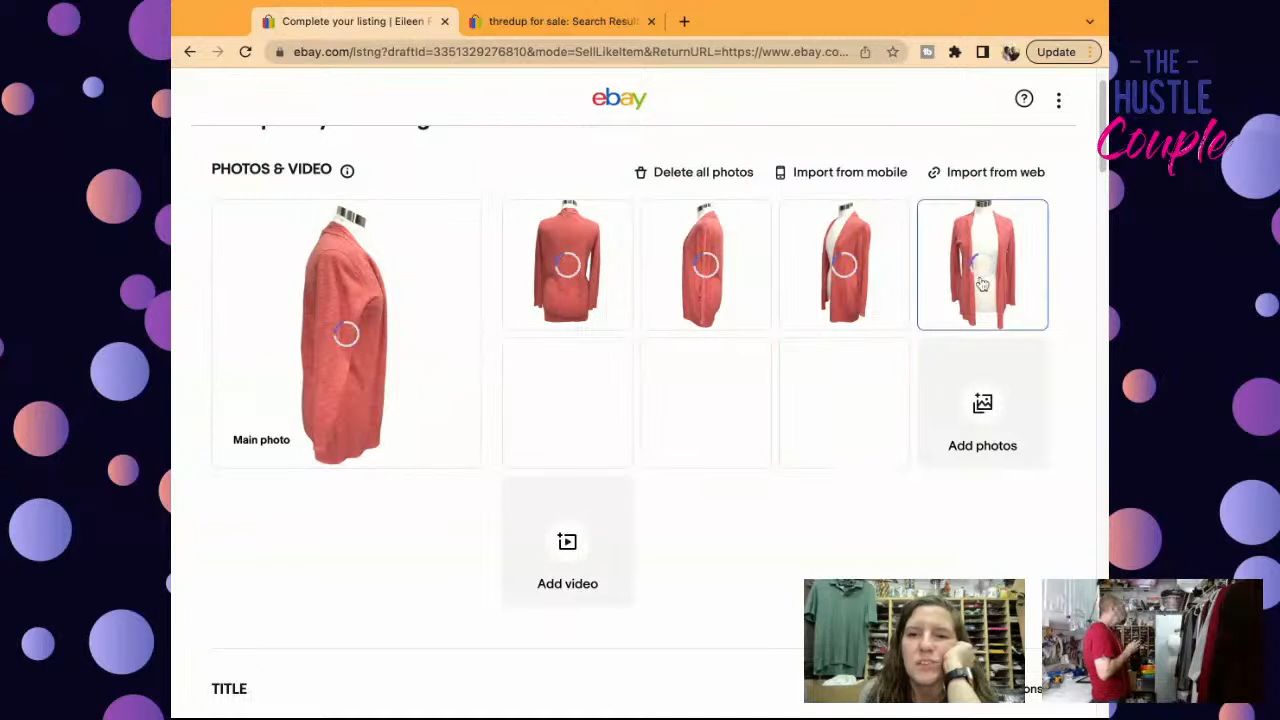 Complete your listing | Eileen F
thredup for sale: Search Resul
ebay.com/lstng?draftId=3351329276810&mode=SellLikeItem&ReturnURL=https://www.ebay.co...
Update
-THE-
HUSTLE
Couple
ebay
PHOTOS & VIDEO
Delete all photos
Import from mobile
Import from web
Main photo
Add photos
Add video
TITLE